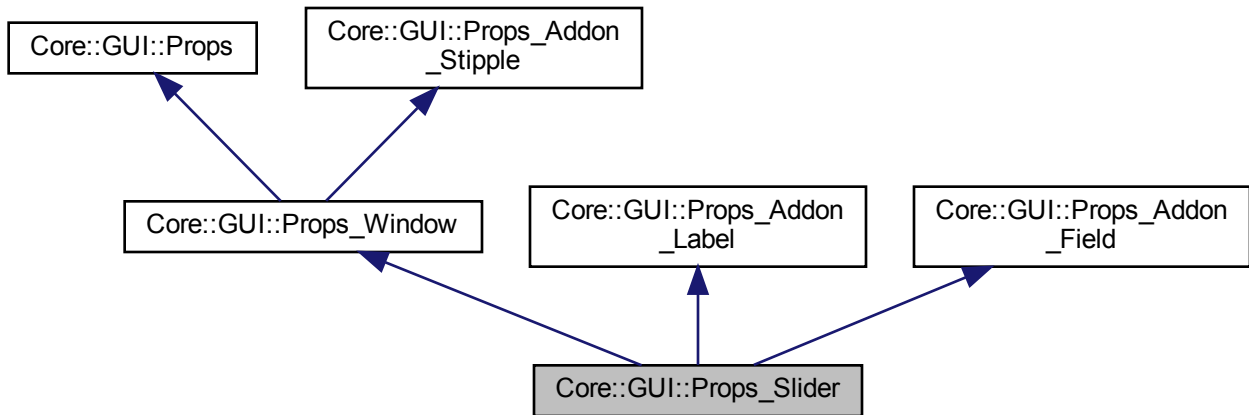 Core::GUI::Props
Core::GUI::Props_Addon
_Stipple
Core::GUI::Props_Window
Core::GUI::Props_Addon
_Label
Core::GUI::Props_Addon
_Field
Core::GUI::Props_Slider